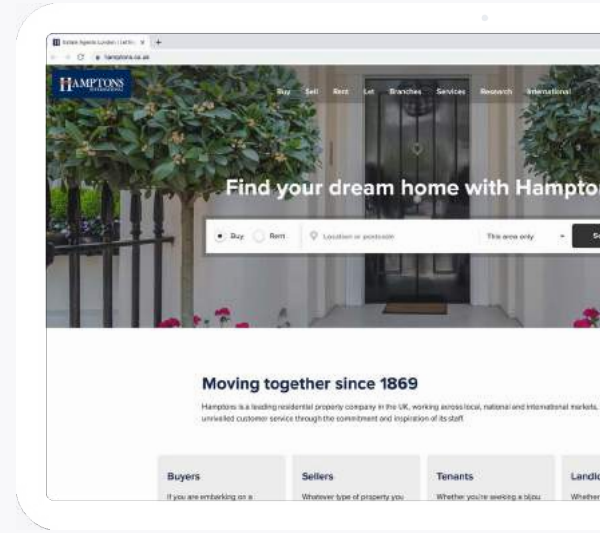 Estate Agents London | Letting
hamptons.co.uk
HAMPTONS
INTERNATIONAL
Buy Sell Rent Let Branches Services Research International
Find your dream home with Hampto
Buy Rent Location or postcode This area only Se
Moving together since 1869
Hamptons is a leading residential property company in the UK, working across local, national and international markets,
unrivalled customer service through the commitment and inspiration of its staff.
Buyers Sellers Tenants Landlo
If you are embarking on a Whatever type of property you Whether you're seeking a bijou Whether